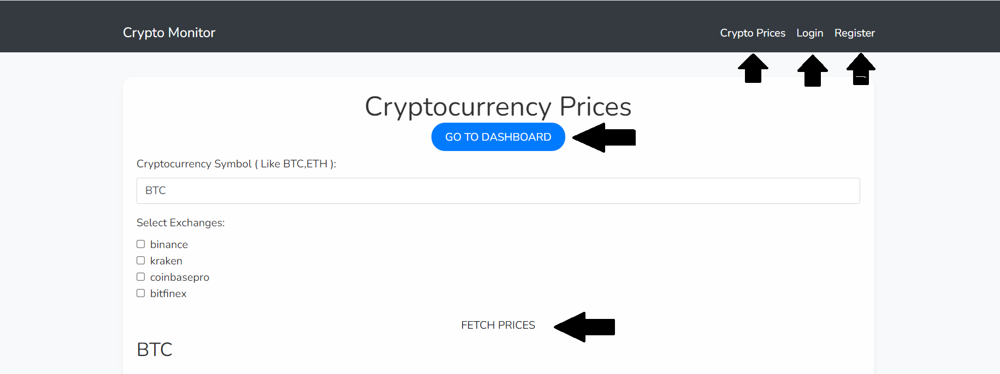 Crypto Monitor
Crypto Prices Login Register
Cryptocurrency Prices
GO TO DASHBOARD
Cryptocurrency Symbol ( Like BTC,ETH ):
BTC
Select Exchanges:
binance
kraken
coinbasepro
bitfinex
FETCH PRICES
BTC